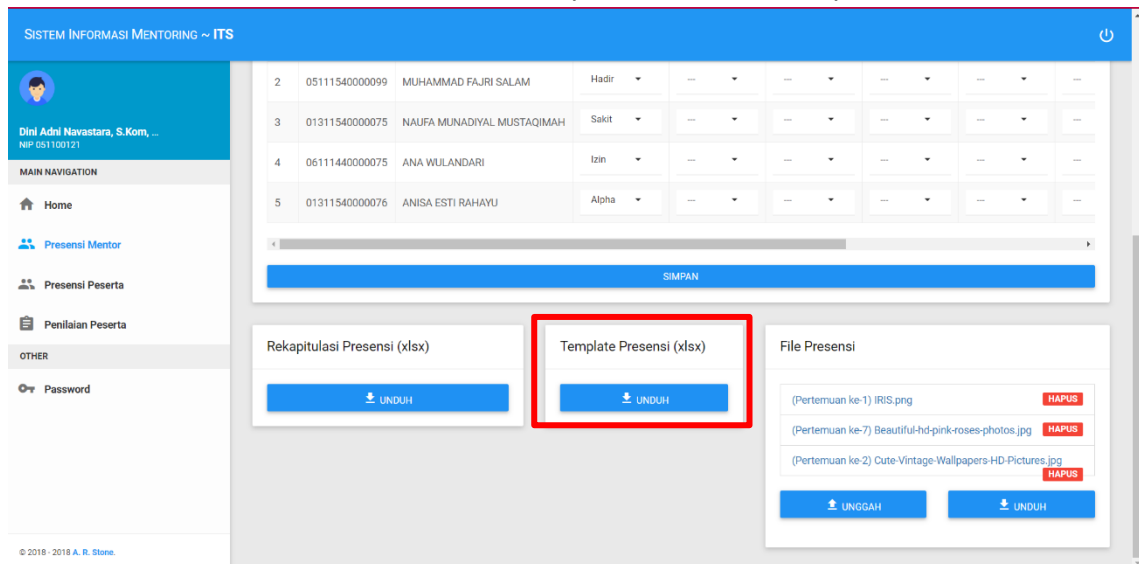 SISTEM INFORMASI MENTORING ~ ITS
Dini Adni Navastara, S.Kom, ...
NIP 051100121
MAIN NAVIGATION
Home
Presensi Mentor
Presensi Peserta
Penilaian Peserta
OTHER
Password
© 2018 - 2018 A. R. Stone.
2 05111540000099 MUHAMMAD FAJRI SALAM Hadir --- --- --- --- ---
3 01311540000075 NAUFA MUNADIYAL MUSTAQIMAH Sakit --- --- --- --- ---
4 06111440000075 ANA WULANDARI Izin --- --- --- --- ---
5 01311540000076 ANISA ESTI RAHAYU Alpha --- --- --- --- ---
SIMPAN
Rekapitulasi Presensi (xlsx)
UNDUH
Template Presensi (xlsx)
UNDUH
File Presensi
(Pertemuan ke-1) IRIS.png HAPUS
(Pertemuan ke-7) Beautiful-hd-pink-roses-photos.jpg HAPUS
(Pertemuan ke-2) Cute-Vintage-Wallpapers-HD-Pictures.jpg
HAPUS
UNGGAH UNDUH